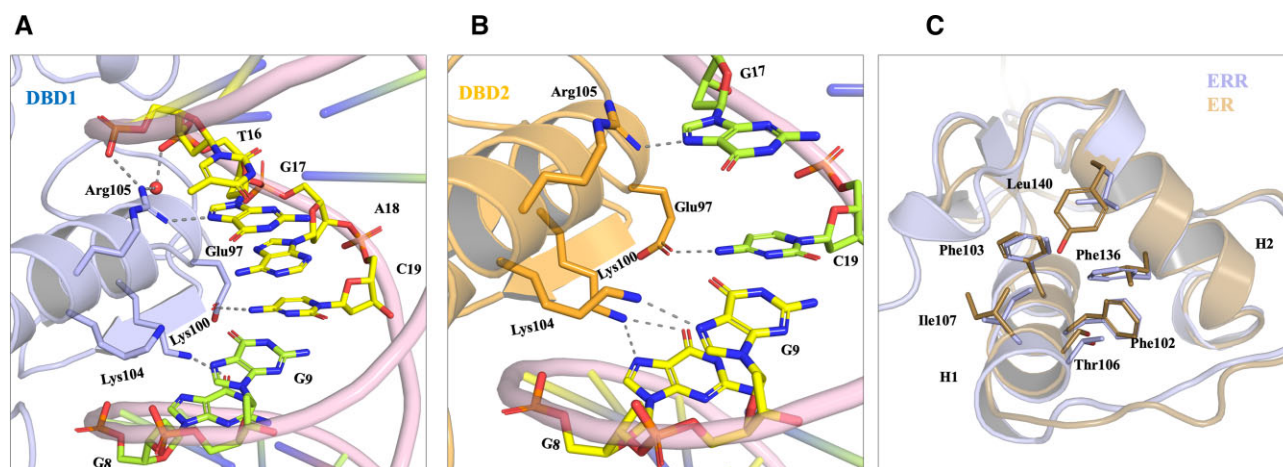 A
DBD1
T16
G17
Arg105
A18
Glu97
C19
Lys100
Lys104
G9
G8
B
DBD2
G17
Arg105
Glu97
Lys100
C19
Lys104
G9
G8
C
ERR
ER
Leu140
Phe103
Phe136
H2
Ile107
Phe102
Thr106
H1